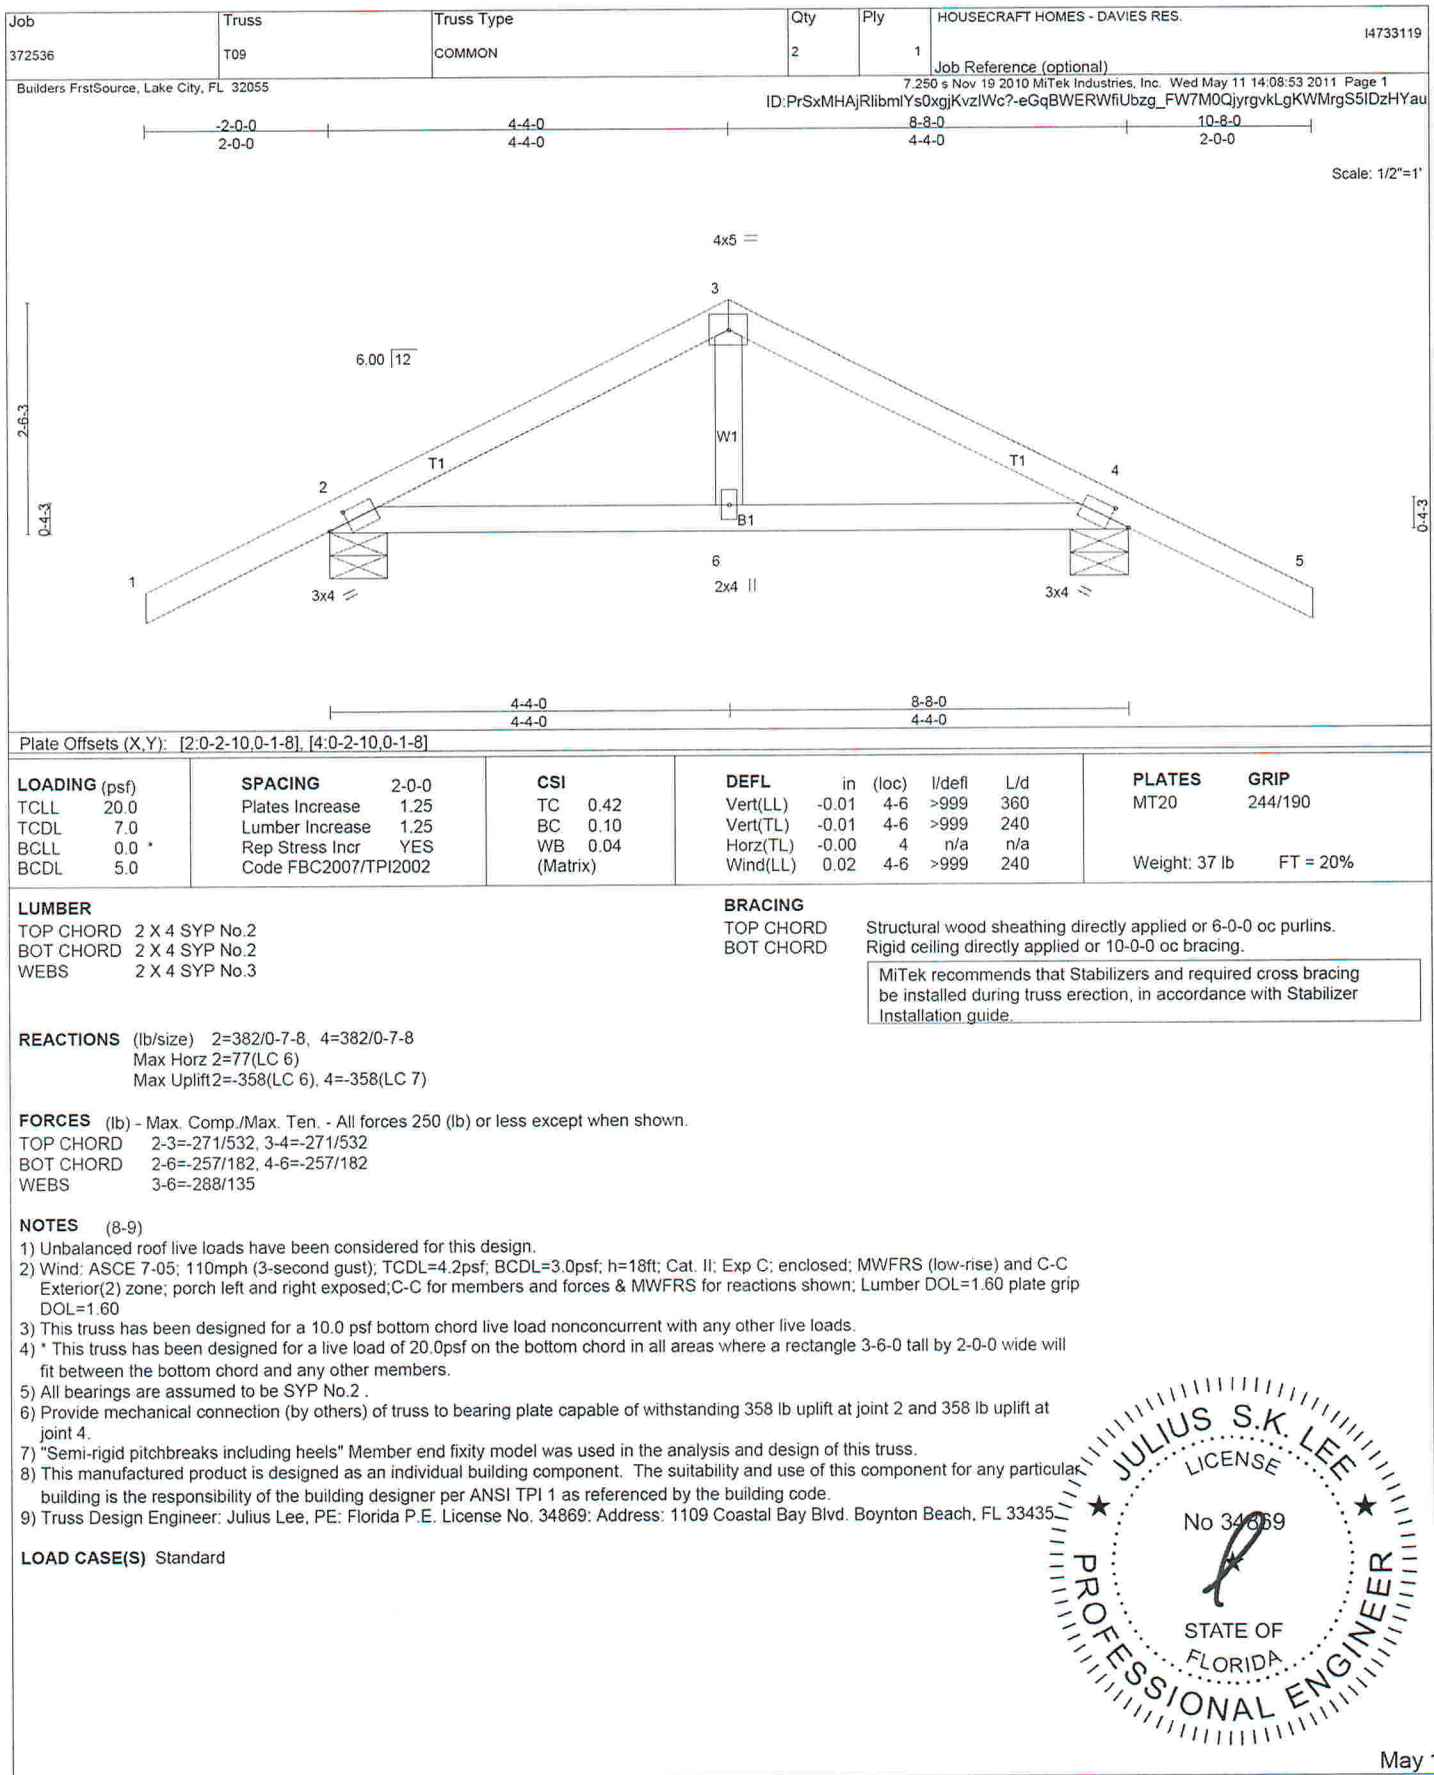 Job Truss Truss Type Qty Ply HOUSECRAFT HOMES - DAVIES RES.
I4733119
372536 T09 COMMON 2 1
Job Reference (optional)
Builders FrstSource, Lake City, FL 32055 7.250 s Nov 19 2010 MiTek Industries, Inc. Wed May 11 14:08:53 2011 Page 1
-2-0-0 4-4-0 8-8-0 10-8-0
2-0-0 4-4-0 4-4-0 2-0-0
Scale: 1/2"=1'
4x5 =
3
6.00 12
2-6-3
W1
T1 T1
2 4
0-4-3 0-4-3
B1
1 6 5
3x4 2x4 || 3x4
4-4-0 8-8-0
4-4-0 4-4-0
Plate Offsets (X,Y): [2:0-2-10,0-1-8], [4:0-2-10,0-1-8]
LOADING (psf) SPACING 2-0-0 CSI DEFL in (loc) l/defl L/d PLATES GRIP
TCLL 20.0 Plates Increase 1.25 TC 0.42 Vert(LL) -0.01 4-6 >999 360 MT20 244/190
TCDL 7.0 Lumber Increase 1.25 BC 0.10 Vert(TL) -0.01 4-6 >999 240
BCLL 0.0 * Rep Stress Incr YES WB 0.04 Horz(TL) -0.00 4 n/a n/a
BCDL 5.0 Code FBC2007/TPI2002 (Matrix) Wind(LL) 0.02 4-6 >999 240 Weight: 37 lb FT = 20%
LUMBER
TOP CHORD 2 X 4 SYP No.2
BOT CHORD 2 X 4 SYP No.2
WEBS 2 X 4 SYP No.3
BRACING
TOP CHORD Structural wood sheathing directly applied or 6-0-0 oc purlins.
BOT CHORD Rigid ceiling directly applied or 10-0-0 oc bracing.
MiTek recommends that Stabilizers and required cross bracing
be installed during truss erection, in accordance with Stabilizer
Installation guide.
REACTIONS (lb/size) 2=382/0-7-8, 4=382/0-7-8
Max Horz 2=77(LC 6)
Max Uplift2=-358(LC 6), 4=-358(LC 7)
FORCES (lb) - Max. Comp./Max. Ten. - All forces 250 (lb) or less except when shown.
TOP CHORD 2-3=-271/532, 3-4=-271/532
BOT CHORD 2-6=-257/182, 4-6=-257/182
WEBS 3-6=-288/135
NOTES (8-9)
1) Unbalanced roof live loads have been considered for this design.
2) Wind: ASCE 7-05; 110mph (3-second gust); TCDL=4.2psf; BCDL=3.0psf; h=18ft; Cat. II; Exp C; enclosed; MWFRS (low-rise) and C-C
Exterior(2) zone; porch left and right exposed;C-C for members and forces & MWFRS for reactions shown; Lumber DOL=1.60 plate grip
DOL=1.60
3) This truss has been designed for a 10.0 psf bottom chord live load nonconcurrent with any other live loads.
4) * This truss has been designed for a live load of 20.0psf on the bottom chord in all areas where a rectangle 3-6-0 tall by 2-0-0 wide will
fit between the bottom chord and any other members.
5) All bearings are assumed to be SYP No.2 .
6) Provide mechanical connection (by others) of truss to bearing plate capable of withstanding 358 lb uplift at joint 2 and 358 lb uplift at
joint 4.
7) "Semi-rigid pitchbreaks including heels" Member end fixity model was used in the analysis and design of this truss.
8) This manufactured product is designed as an individual building component. The suitability and use of this component for any particular
building is the responsibility of the building designer per ANSI TPI 1 as referenced by the building code.
9) Truss Design Engineer: Julius Lee, PE: Florida P.E. License No. 34869: Address: 1109 Coastal Bay Blvd. Boynton Beach, FL 33435
LOAD CASE(S) Standard
JULIUS S.K. LEE
LICENSE
No 34869
STATE OF
FLORIDA
PROFESSIONAL ENGINEER
May